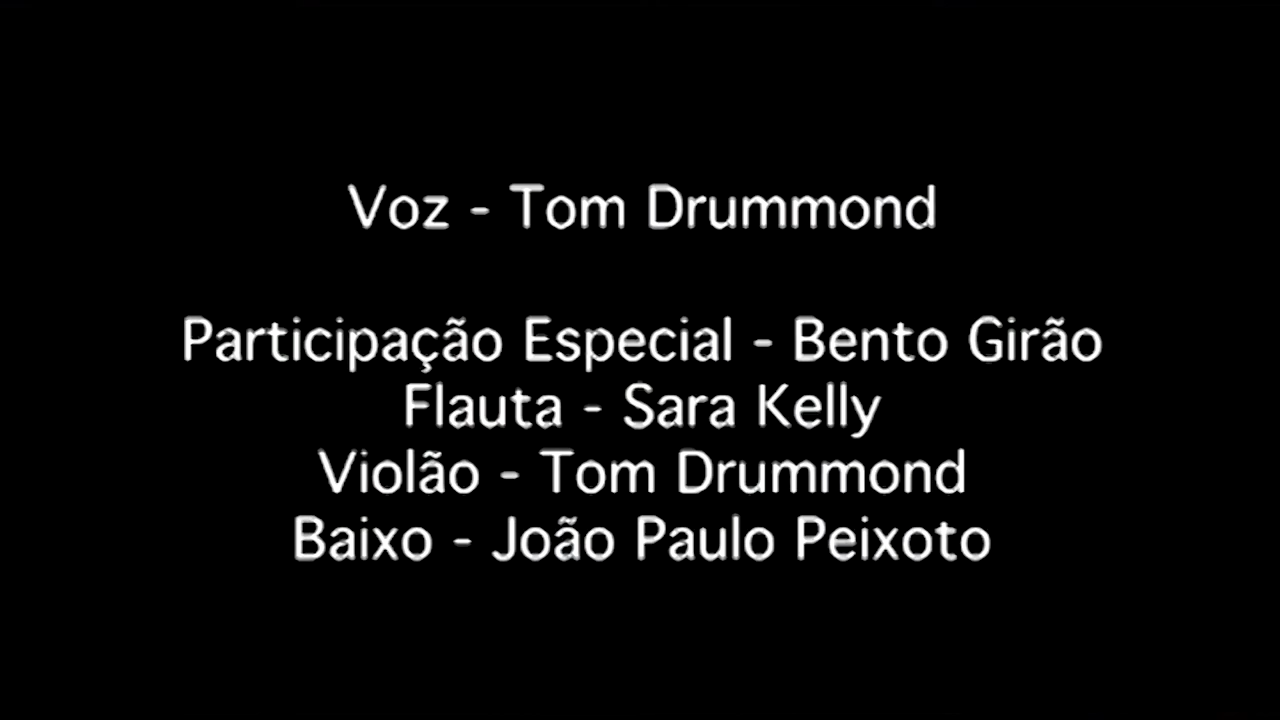 Voz - Tom Drummond
Participação Especial - Bento Girão
Flauta - Sara Kelly
Violão - Tom Drummond
Baixo - João Paulo Peixoto